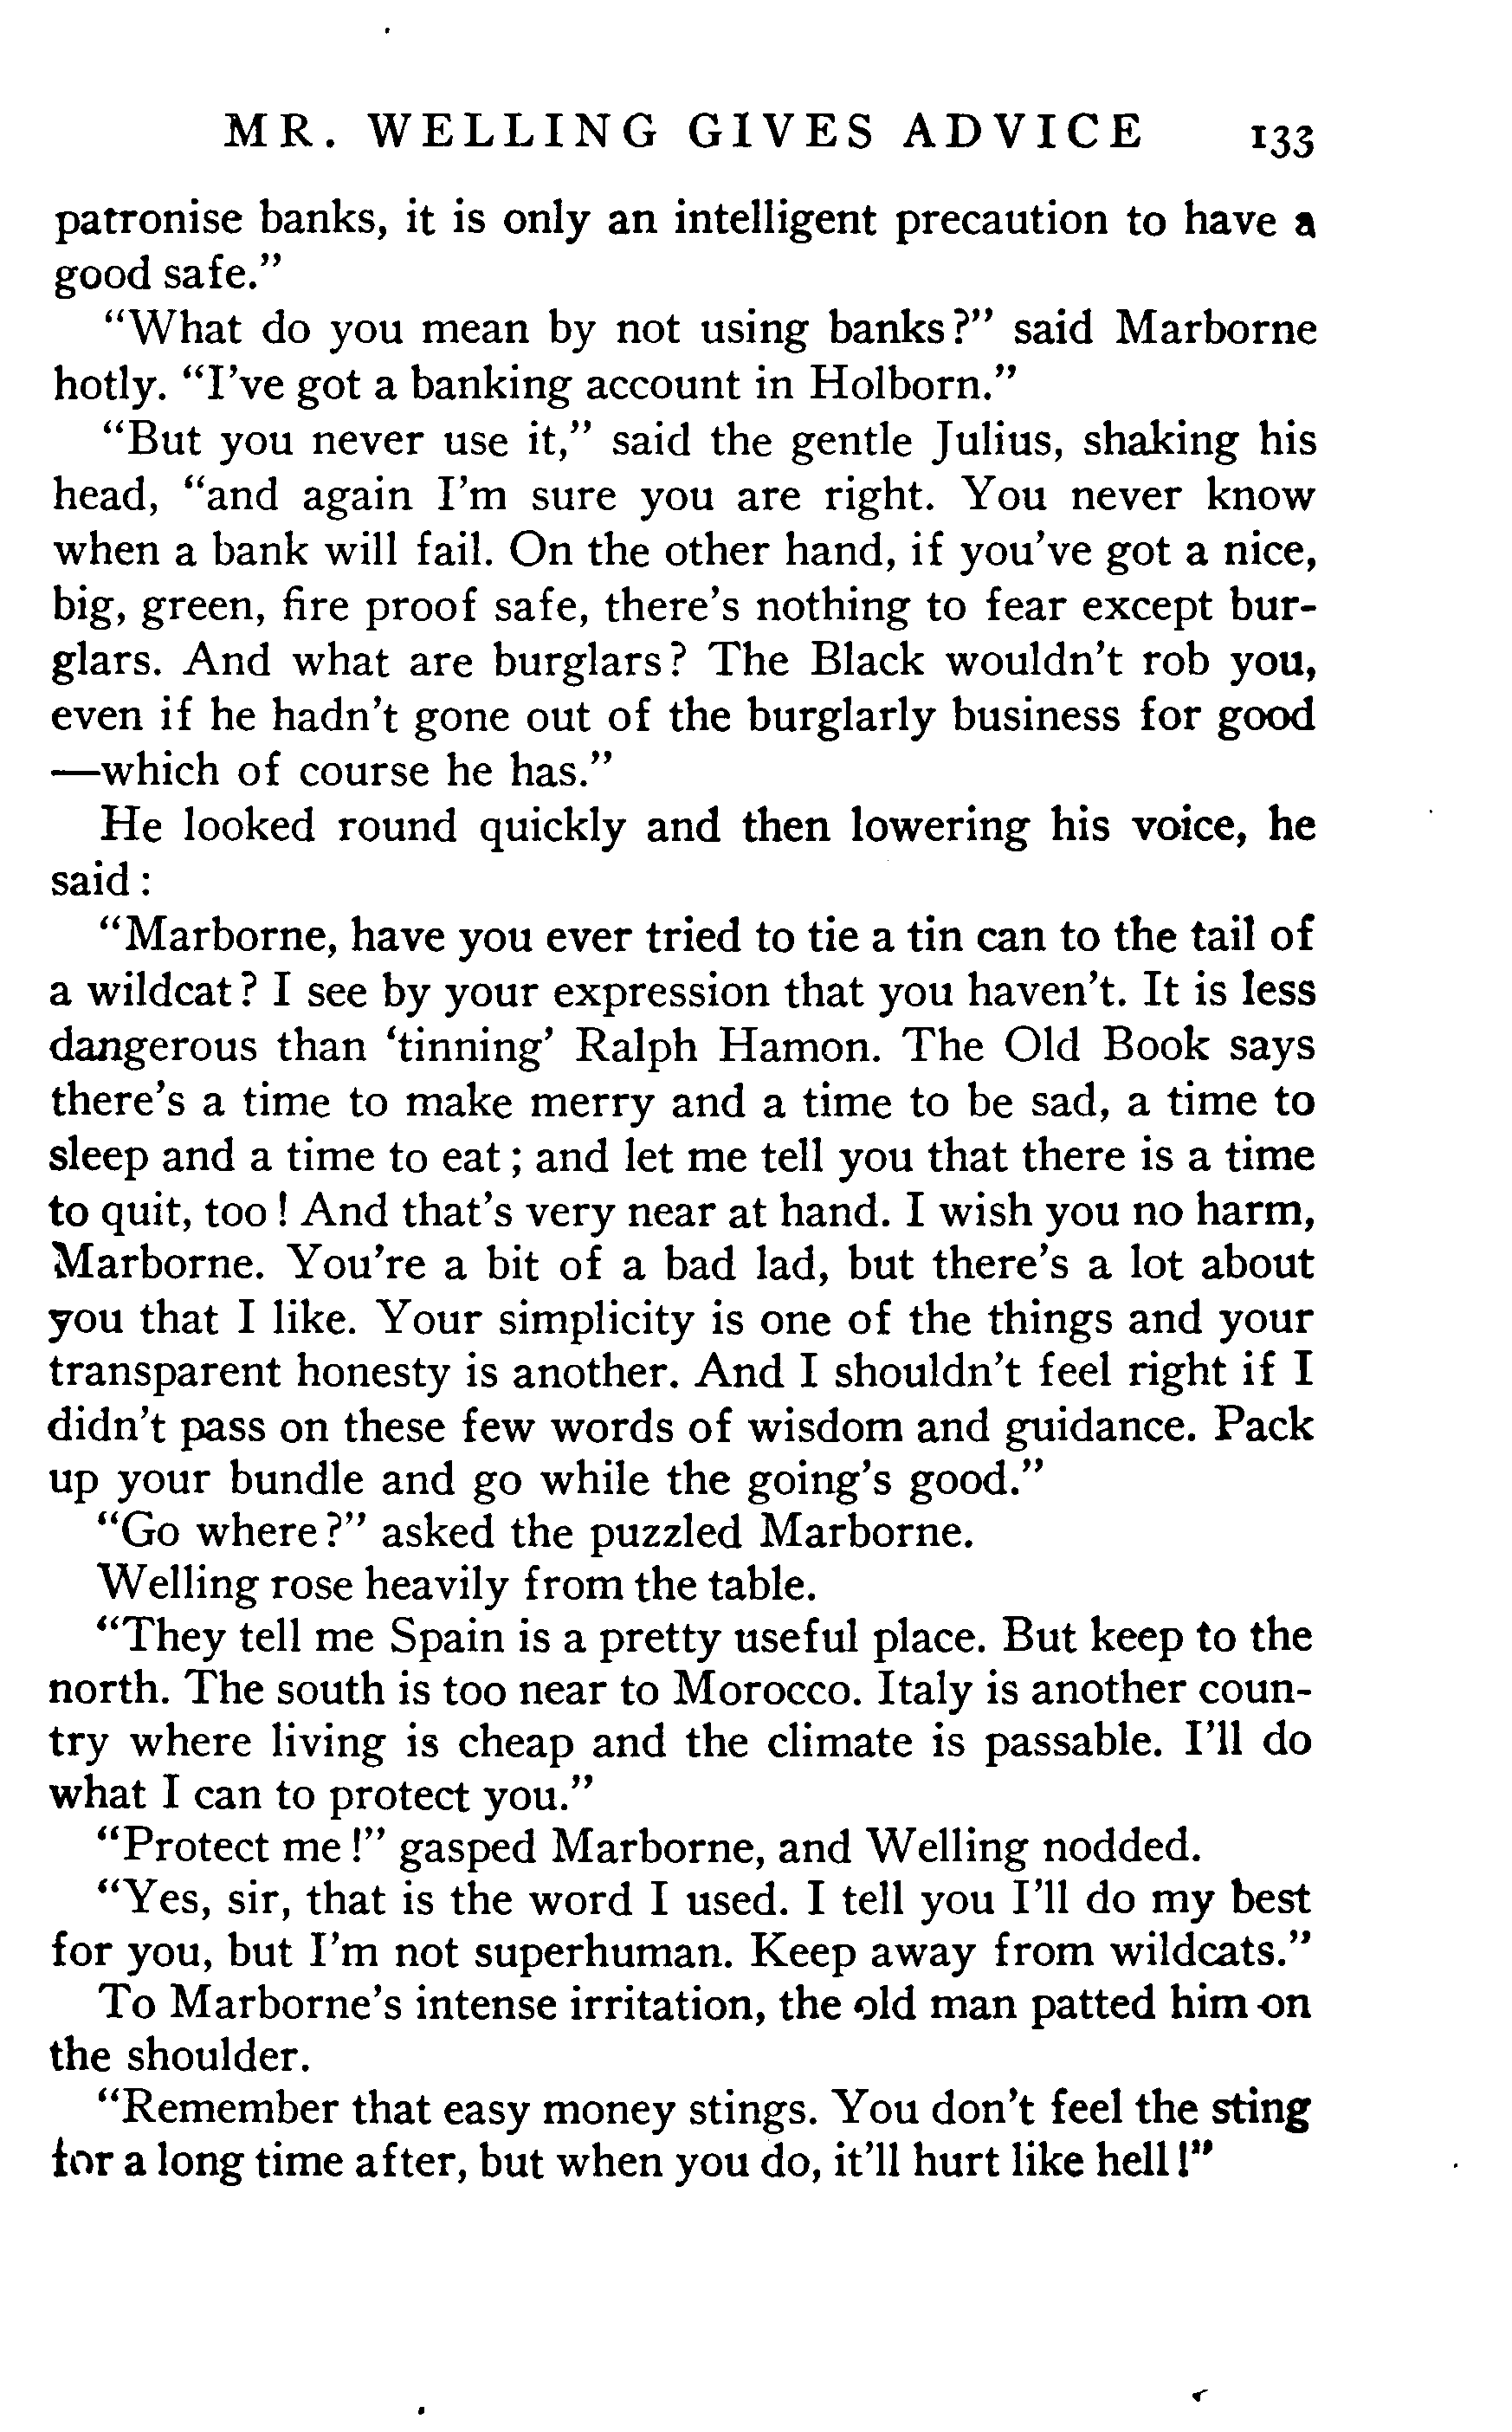 MR. WELLING GIVES ADVICE 133
patronise banks, it is only an intelligent precaution to have a
good safe."
"What do you mean by not using banks?" said Marborne
hotly. "I've got a banking account in Holborn."
"But you never use it," said the gentle Julius, shaking his
head, "and again I'm sure you are right. You never know
when a bank will fail. On the other hand, if you've got a nice,
big, green, fire proof safe, there's nothing to fear except bur-
glars. And what are burglars? The Black wouldn't rob you,
even if he hadn't gone out of the burglarly business for good
—which of course he has."
He looked round quickly and then lowering his voice, he
said:
"Marborne, have you ever tried to tie a tin can to the tail of
a wildcat? I see by your expression that you haven't. It is less
dangerous than 'tinning' Ralph Hamon. The Old Book says
there's a time to make merry and a time to be sad, a time to
sleep and a time to eat; and let me tell you that there is a time
to quit, too! And that's very near at hand. I wish you no harm,
Marborne. You're a bit of a bad lad, but there's a lot about
you that I like. Your simplicity is one of the things and your
transparent honesty is another. And I shouldn't feel right if I
didn't pass on these few words of wisdom and guidance. Pack
up your bundle and go while the going's good."
"Go where?" asked the puzzled Marborne.
Welling rose heavily from the table.
"They tell me Spain is a pretty useful place. But keep to the
north. The south is too near to Morocco. Italy is another coun-
try where living is cheap and the climate is passable. I'll do
what I can to protect you."
"Protect me!" gasped Marborne, and Welling nodded.
"Yes, sir, that is the word I used. I tell you I'll do my best
for you, but I'm not superhuman. Keep away from wildcats."
To Marborne's intense irritation, the old man patted him on
the shoulder.
"Remember that easy money stings. You don't feel the sting
for a long time after, but when you do, it'll hurt like hell!"